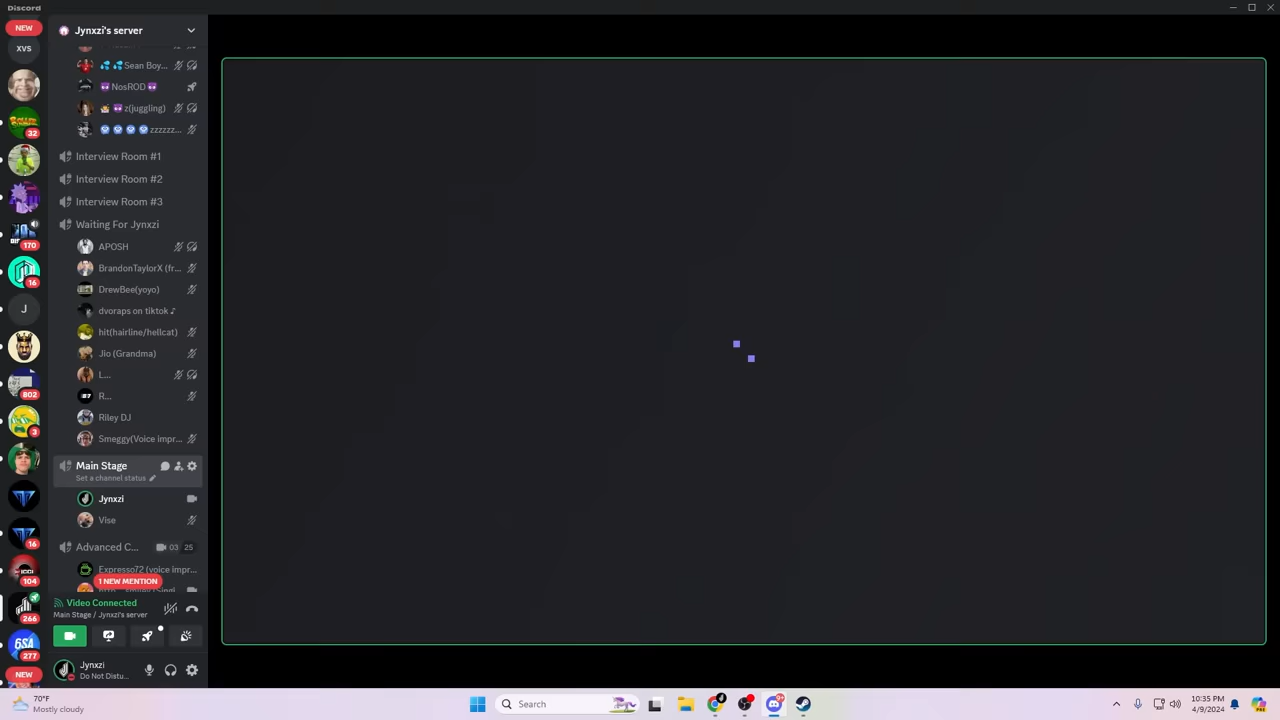 Discord
NEW
XVS
32
170
16
J
802
3
16
104
266
6SA
277
NEW
Jynxzi's server
Sean Boy...
NosROD
z(juggling)
zzzzzz...
Interview Room #1
Interview Room #2
Interview Room #3
Waiting For Jynxzi
APOSH
BrandonTaylorX (fr...
DrewBee(yoyo)
dvoraps on tiktok
hit(hairline/hellcat)
Jio (Grandma)
L...
R...
Riley DJ
Smeggy(Voice impr...
Main Stage
Set a channel status
Jynxzi
Vise
Advanced C... 03 25
Expresso72 (voice impr...
1 NEW MENTION
Video Connected
Main Stage / Jynxzi's server
Jynxzi
Do Not Distu...
70°F
Mostly cloudy
Search
10:35 PM
4/9/2024